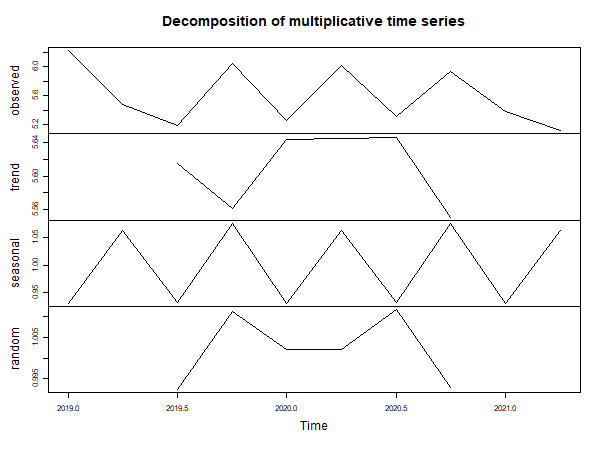 Decomposition of multiplicative time series
observed
5.2 5.6 6.0
trend
5.56 5.60 5.64
seasonal
0.95 1.00 1.05
random
0.995 1.005
2019.0 2019.5 2020.0 2020.5 2021.0
Time